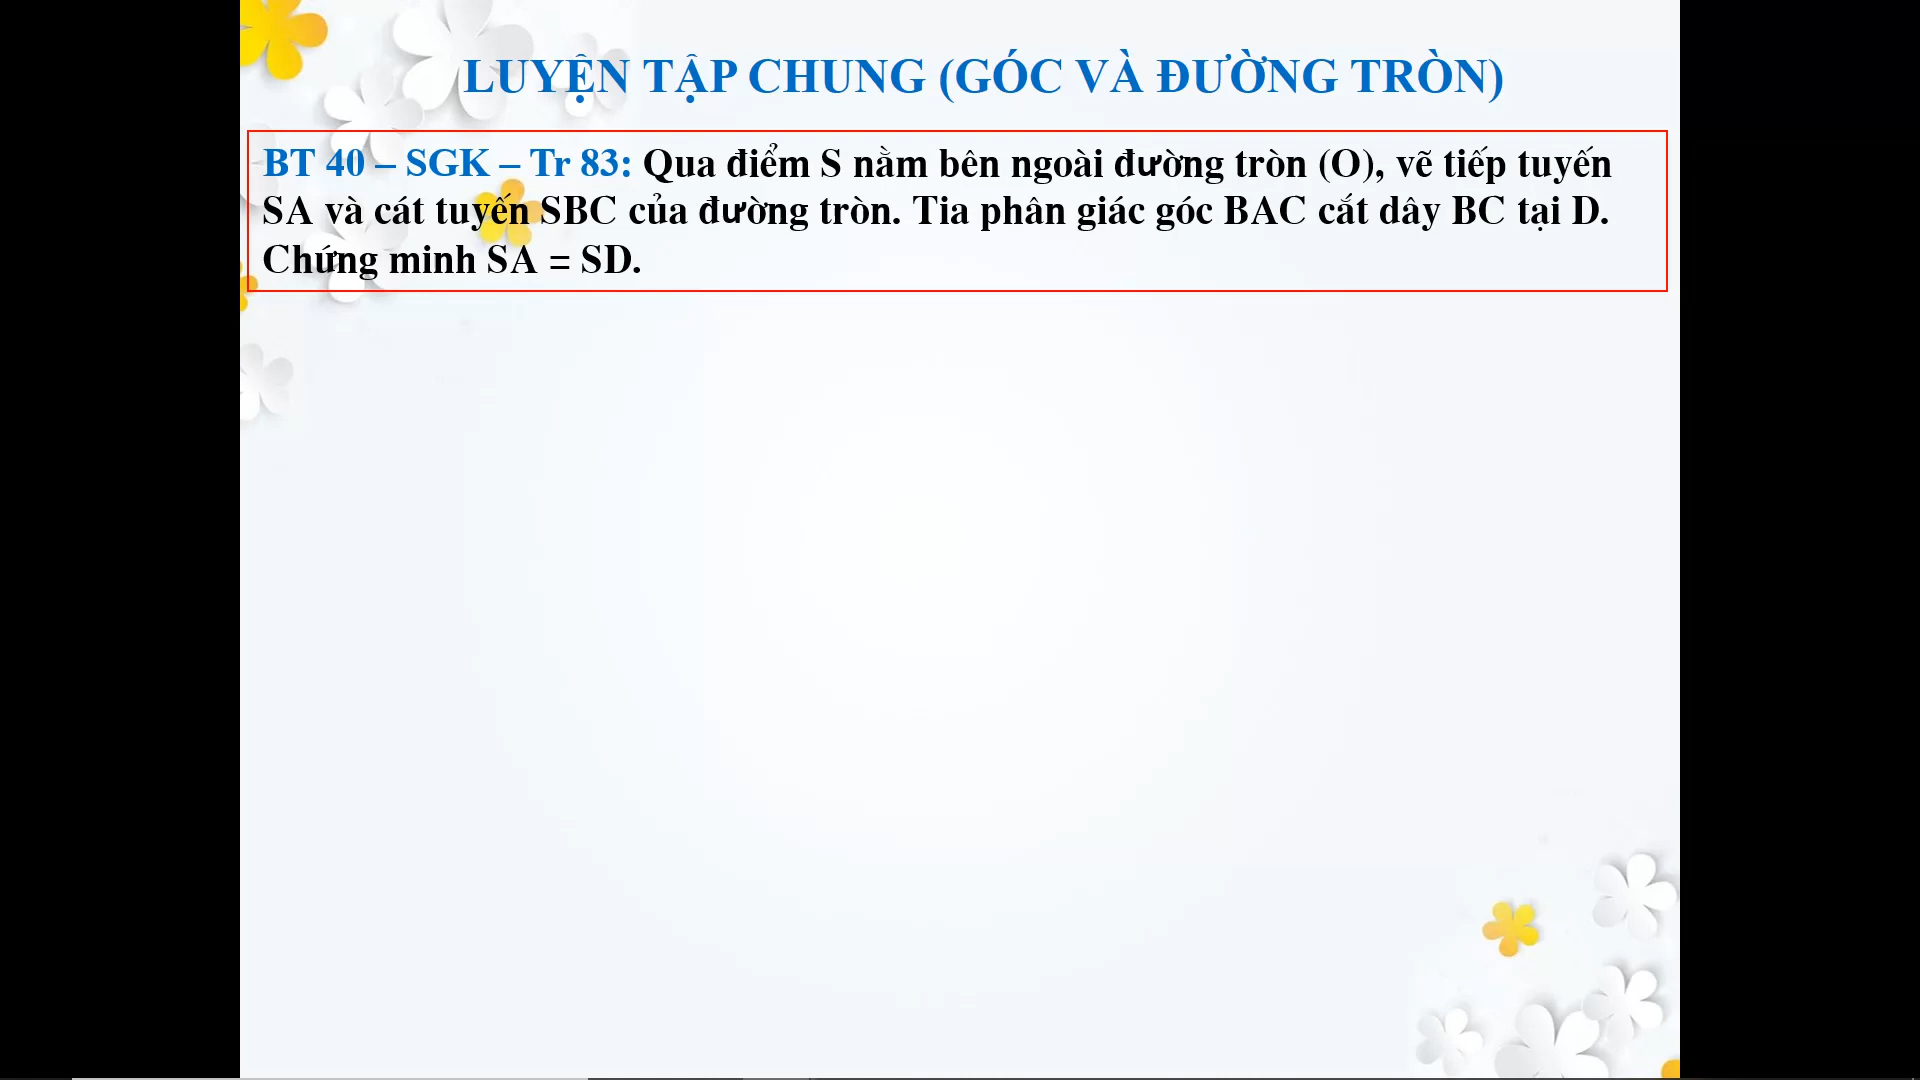 LUYỆN TẬP CHUNG (GÓC VÀ ĐƯỜNG TRÒN)
BT 40 – SGK – Tr 83: Qua điểm S nằm bên ngoài đường tròn (O), vẽ tiếp tuyến
SA và cát tuyến SBC của đường tròn. Tia phân giác góc BAC cắt dây BC tại D.
Chứng minh SA = SD.